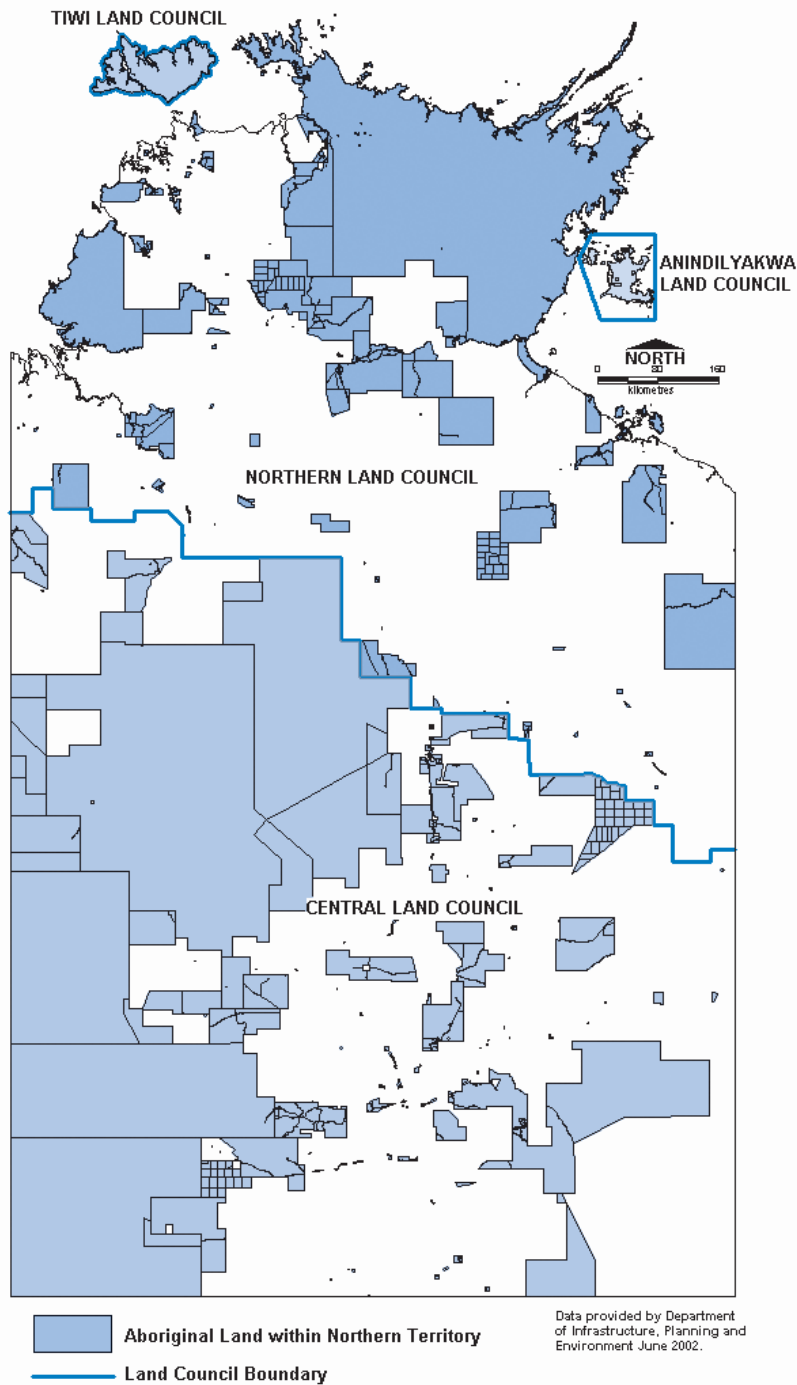 TIWI LAND COUNCIL
ANINDILYAKWA
LAND COUNCIL
NORTH
0 80 160
kilometres
NORTHERN LAND COUNCIL
CENTRAL LAND COUNCIL
Aboriginal Land within Northern Territory
Land Council Boundary
Data provided by Department
of Infrastructure, Planning and
Environment June 2002.